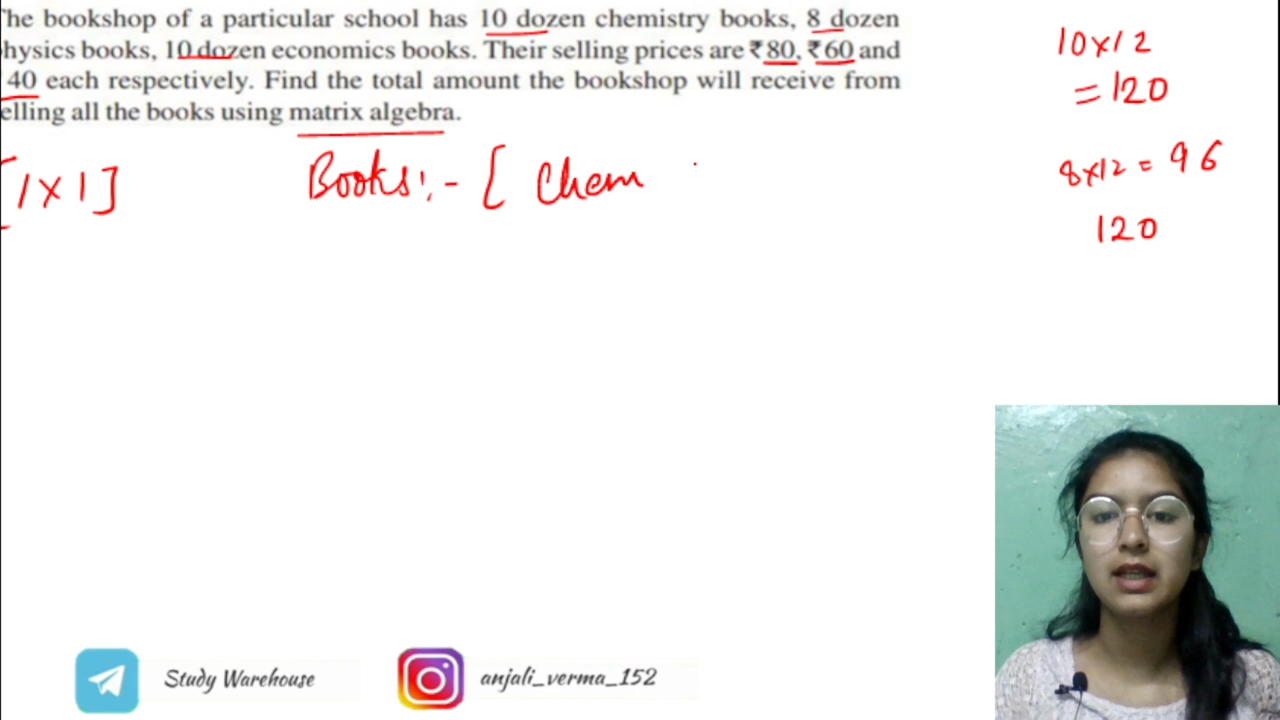 The bookshop of a particular school has 10 dozen chemistry books, 8 dozen
hysics books, 10 dozen economics books. Their selling prices are ₹ 80, ₹ 60 and
40 each respectively. Find the total amount the bookshop will receive from
elling all the books using matrix algebra.
10×12
= 120
8×12 = 96
120
[1×1]
Books:- [ Chem
Study Warehouse
anjali_verma_152